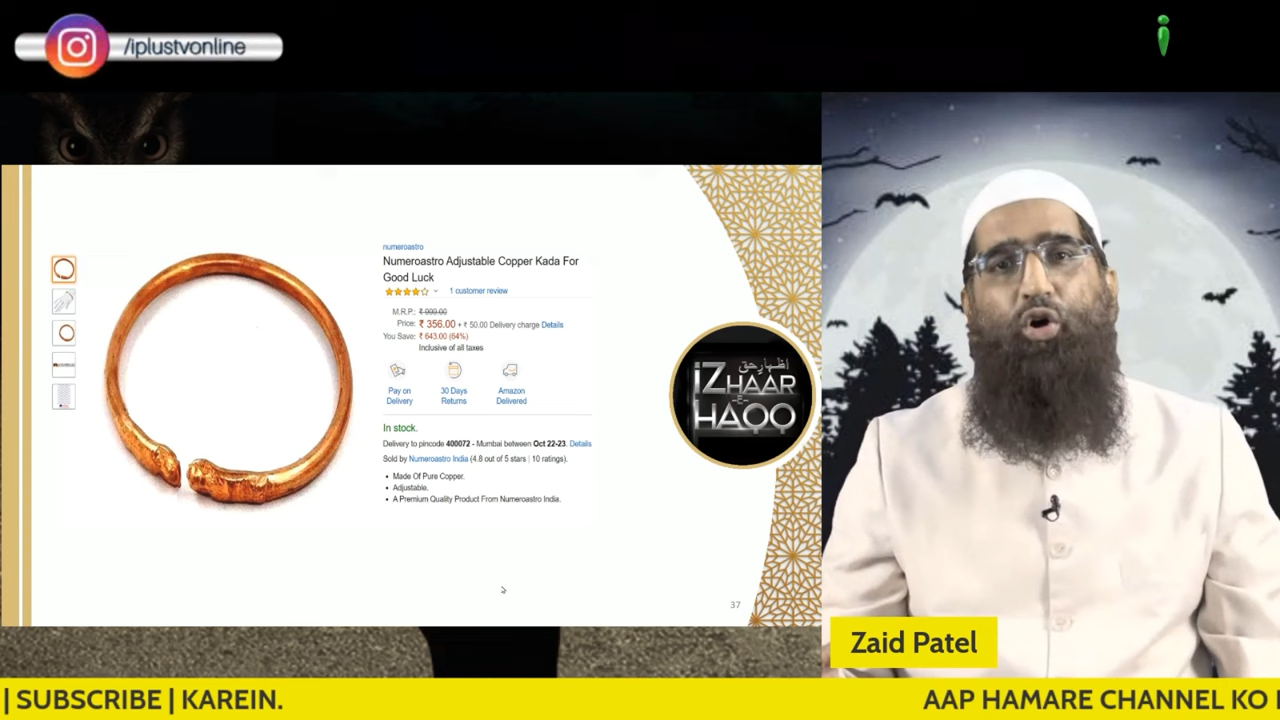 /iplustvonline
numeroastro
Numeroastro Adjustable Copper Kada For
Good Luck
1 customer review
M.R.P.: ₹ 999.00
Price: ₹ 356.00 + ₹ 50.00 Delivery charge Details
You Save: ₹ 643.00 (64%)
Inclusive of all taxes
Pay on
Delivery
30 Days
Returns
Amazon
Delivered
In stock.
Delivery to pincode 400072 - Mumbai between Oct 22-23. Details
Sold by Numeroastro India (4.8 out of 5 stars | 10 ratings).
• Made Of Pure Copper.
• Adjustable.
• A Premium Quality Product From Numeroastro India.
اظہار حق
iZHAAR
-E-
HAQQ
37
Zaid Patel
| SUBSCRIBE | KAREIN.
AAP HAMARE CHANNEL KO